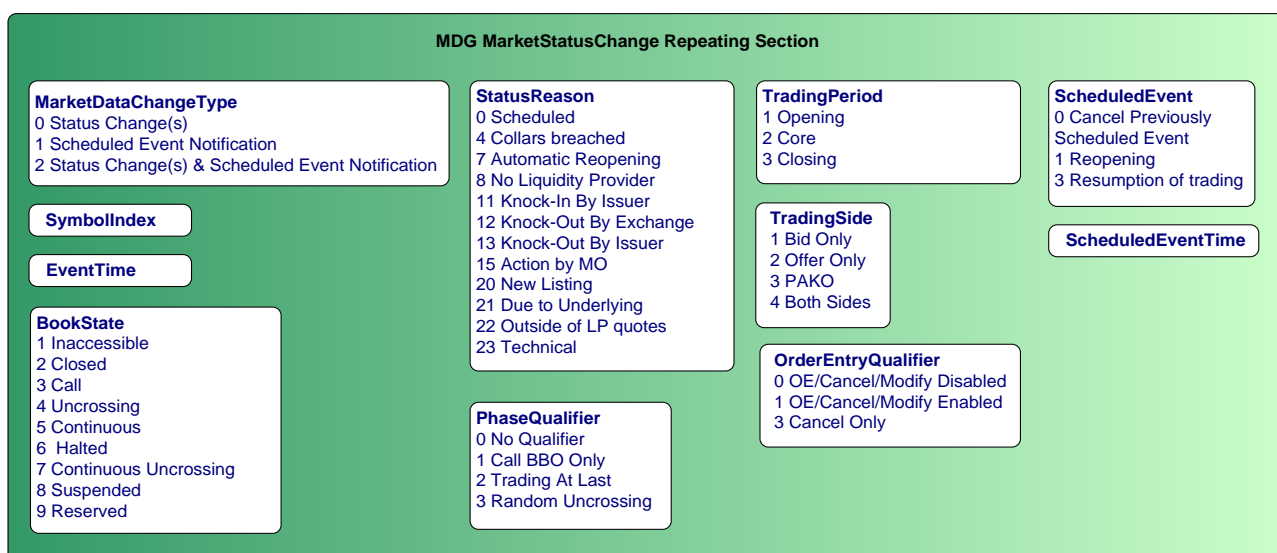 MDG MarketStatusChange Repeating Section
MarketDataChangeType
0 Status Change(s)
1 Scheduled Event Notification
2 Status Change(s) & Scheduled Event Notification
SymbolIndex
EventTime
BookState
1 Inaccessible
2 Closed
3 Call
4 Uncrossing
5 Continuous
6 Halted
7 Continuous Uncrossing
8 Suspended
9 Reserved
StatusReason
0 Scheduled
4 Collars breached
7 Automatic Reopening
8 No Liquidity Provider
11 Knock-In By Issuer
12 Knock-Out By Exchange
13 Knock-Out By Issuer
15 Action by MO
20 New Listing
21 Due to Underlying
22 Outside of LP quotes
23 Technical
PhaseQualifier
0 No Qualifier
1 Call BBO Only
2 Trading At Last
3 Random Uncrossing
TradingPeriod
1 Opening
2 Core
3 Closing
TradingSide
1 Bid Only
2 Offer Only
3 PAKO
4 Both Sides
OrderEntryQualifier
0 OE/Cancel/Modify Disabled
1 OE/Cancel/Modify Enabled
3 Cancel Only
ScheduledEvent
0 Cancel Previously
Scheduled Event
1 Reopening
3 Resumption of trading
ScheduledEventTime